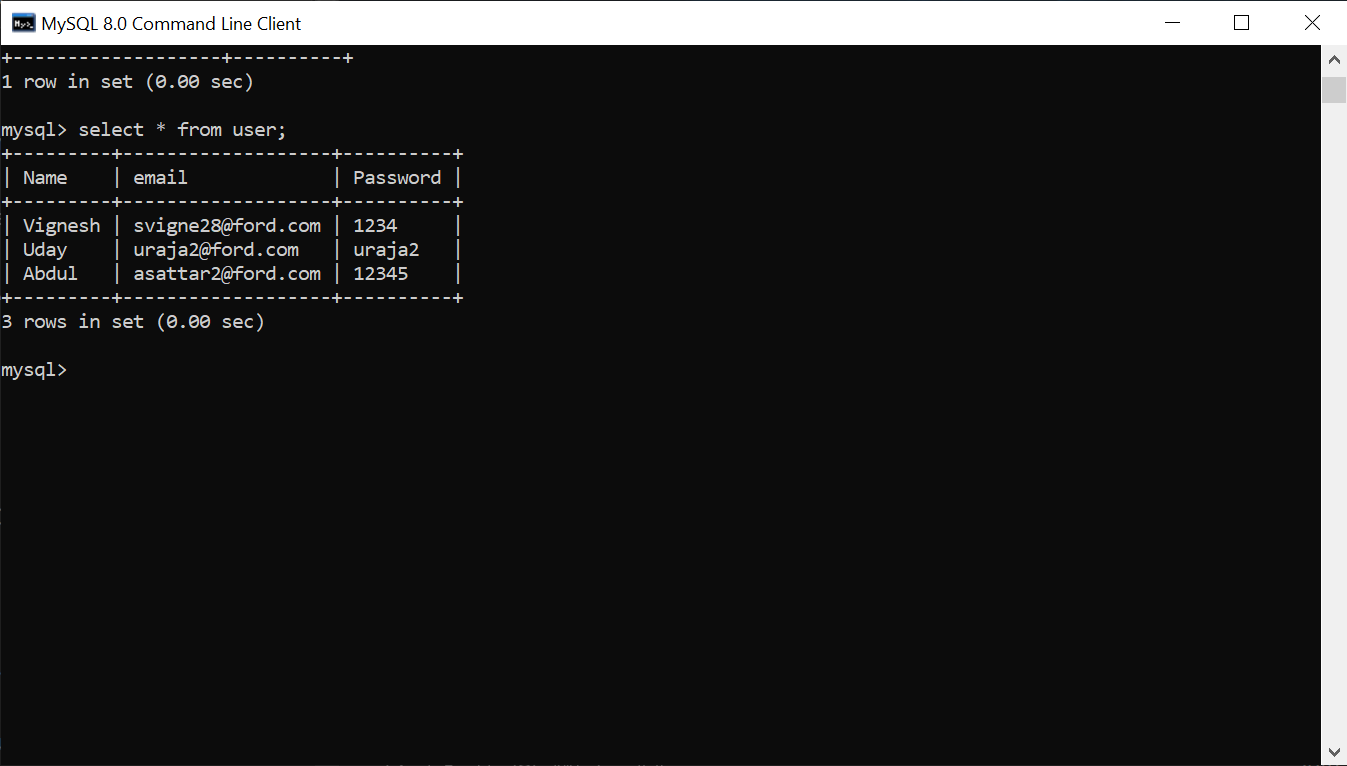 MySQL 8.0 Command Line Client
+-------------------+----------+
1 row in set (0.00 sec)
mysql> select * from user;
+---------+-------------------+----------+
| Name    | email             | Password |
+---------+-------------------+----------+
| Vignesh | svigne28@ford.com | 1234     |
| Uday    | uraja2@ford.com   | uraja2   |
| Abdul   | asattar2@ford.com | 12345    |
+---------+-------------------+----------+
3 rows in set (0.00 sec)
mysql>